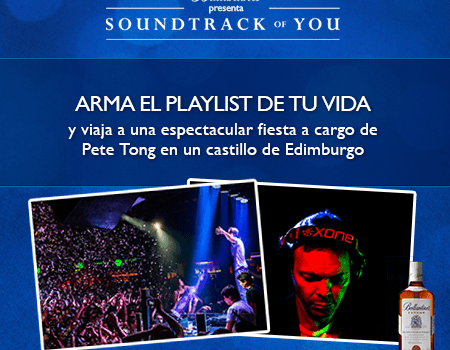 presenta
SOUNDTRACK OF YOU
ARMA EL PLAYLIST DE TU VIDA
y viaja a una espectacular fiesta a cargo de
Pete Tong en un castillo de Edimburgo
XONE
Ballantine's